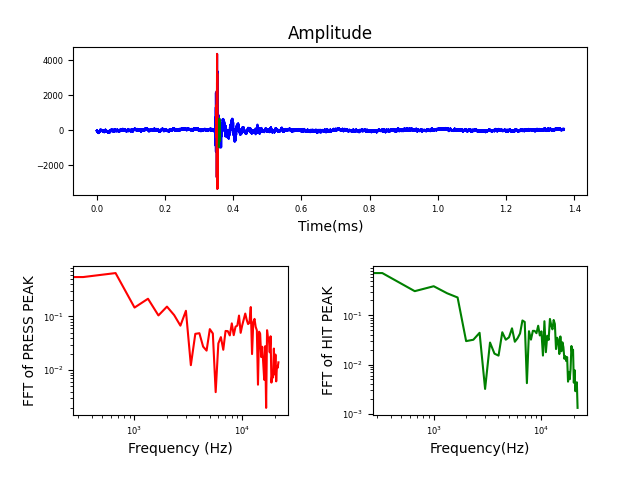 Amplitude
4000
2000
0
−2000
0.0 0.2 0.4 0.6 0.8 1.0 1.2 1.4
Time(ms)
FFT of PRESS PEAK
10⁻¹
10⁻²
10³ 10⁴
Frequency (Hz)
FFT of HIT PEAK
10⁻¹
10⁻²
10⁻³
10³ 10⁴
Frequency(Hz)